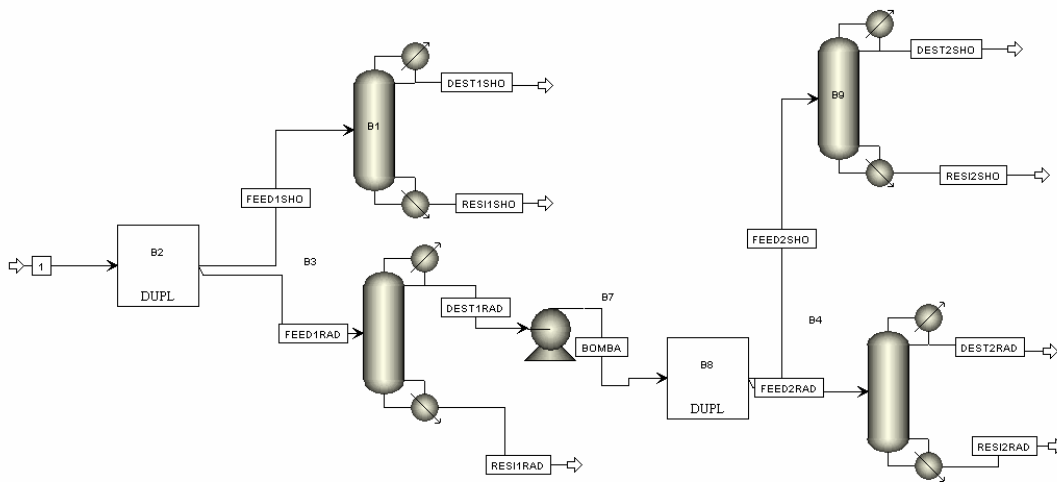 DEST2SHO
DEST1SHO
B9
B1
RESI2SHO
FEED1SHO
RESI1SHO
FEED2SHO
B2
1
B3
DUPL
DEST1RAD
B7
FEED1RAD
BOMBA
B4
DEST2RAD
B8
FEED2RAD
DUPL
RESI2RAD
RESI1RAD